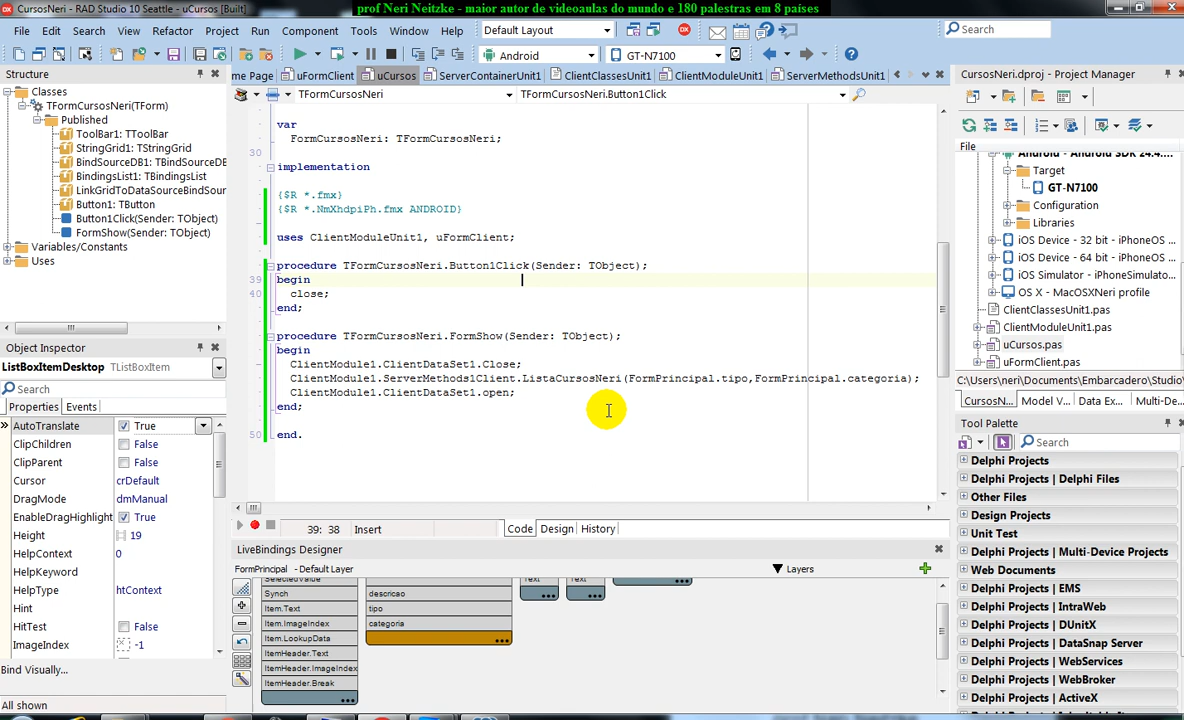 CursosNeri - RAD Studio 10 Seattle - uCursos [Built]
prof Neri Neitzke - maior autor de videoaulas do mundo e 180 palestras em 8 países
File Edit Search View Refactor Project Run Component Tools Window Help
Default Layout
Search
Android
GT-N7100
Structure
Classes
TFormCursosNeri(TForm)
Published
ToolBar1: TToolBar
StringGrid1: TStringGrid
BindSourceDB1: TBindSourceDB
BindingsList1: TBindingsList
LinkGridToDataSourceBindSour
Button1: TButton
Button1Click(Sender: TObject)
FormShow(Sender: TObject)
Variables/Constants
Uses
Object Inspector
ListBoxItemDesktop TListBoxItem
Search
Properties Events
AutoTranslate True
ClipChildren False
ClipParent False
Cursor crDefault
DragMode dmManual
EnableDragHighlight True
Height 19
HelpContext 0
HelpKeyword
HelpType htContext
Hint
HitTest False
ImageIndex -1
Bind Visually...
All shown
me Page uFormClient uCursos ServerContainerUnit1 ClientClassesUnit1 ClientModuleUnit1 ServerMethodsUnit1
TFormCursosNeri TFormCursosNeri.Button1Click
var
FormCursosNeri: TFormCursosNeri;
30
implementation
{$R *.fmx}
{$R *.NmXhdpiPh.fmx ANDROID}
uses ClientModuleUnit1, uFormClient;
procedure TFormCursosNeri.Button1Click(Sender: TObject);
39 begin
40 close;
end;
procedure TFormCursosNeri.FormShow(Sender: TObject);
begin
ClientModule1.ClientDataSet1.Close;
ClientModule1.ServerMethods1Client.ListaCursosNeri(FormPrincipal.tipo,FormPrincipal.categoria);
ClientModule1.ClientDataSet1.open;
end;
50 end.
39: 38 Insert Code Design History
LiveBindings Designer
FormPrincipal - Default Layer
Layers
SelectedValue
Synch
Item.Text
Item.ImageIndex
Item.LookupData
ItemHeader.Text
ItemHeader.ImageIndex
ItemHeader.Break
descricao
tipo
categoria
Text
Text
CursosNeri.dproj - Project Manager
File
Android - Android SDK 24.4....
Target
GT-N7100
Configuration
Libraries
iOS Device - 32 bit - iPhoneOS ...
iOS Device - 64 bit - iPhoneOS ...
iOS Simulator - iPhoneSimulato...
OS X - MacOSXNeri profile
ClientClassesUnit1.pas
ClientModuleUnit1.pas
uCursos.pas
uFormClient.pas
C:\Users\neri\Documents\Embarcadero\Studio\
CursosN... Model V... Data Ex... Multi-De...
Tool Palette
Search
Delphi Projects
Delphi Projects | Delphi Files
Other Files
Design Projects
Unit Test
Delphi Projects | Multi-Device Projects
Web Documents
Delphi Projects | EMS
Delphi Projects | IntraWeb
Delphi Projects | DUnitX
Delphi Projects | DataSnap Server
Delphi Projects | WebServices
Delphi Projects | WebBroker
Delphi Projects | ActiveX